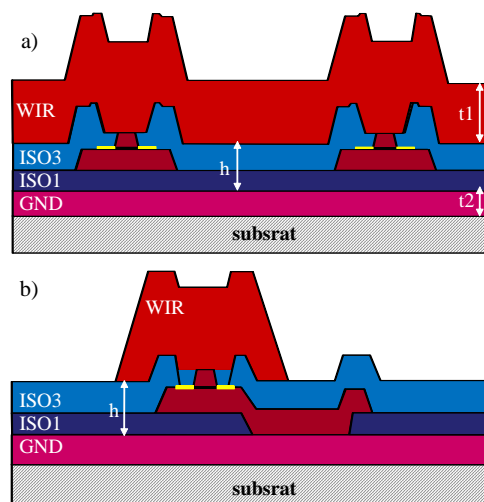 a)
WIR
t1
ISO3
h
ISO1
GND
t2
subsrat
b)
WIR
ISO3
h
ISO1
GND
subsrat